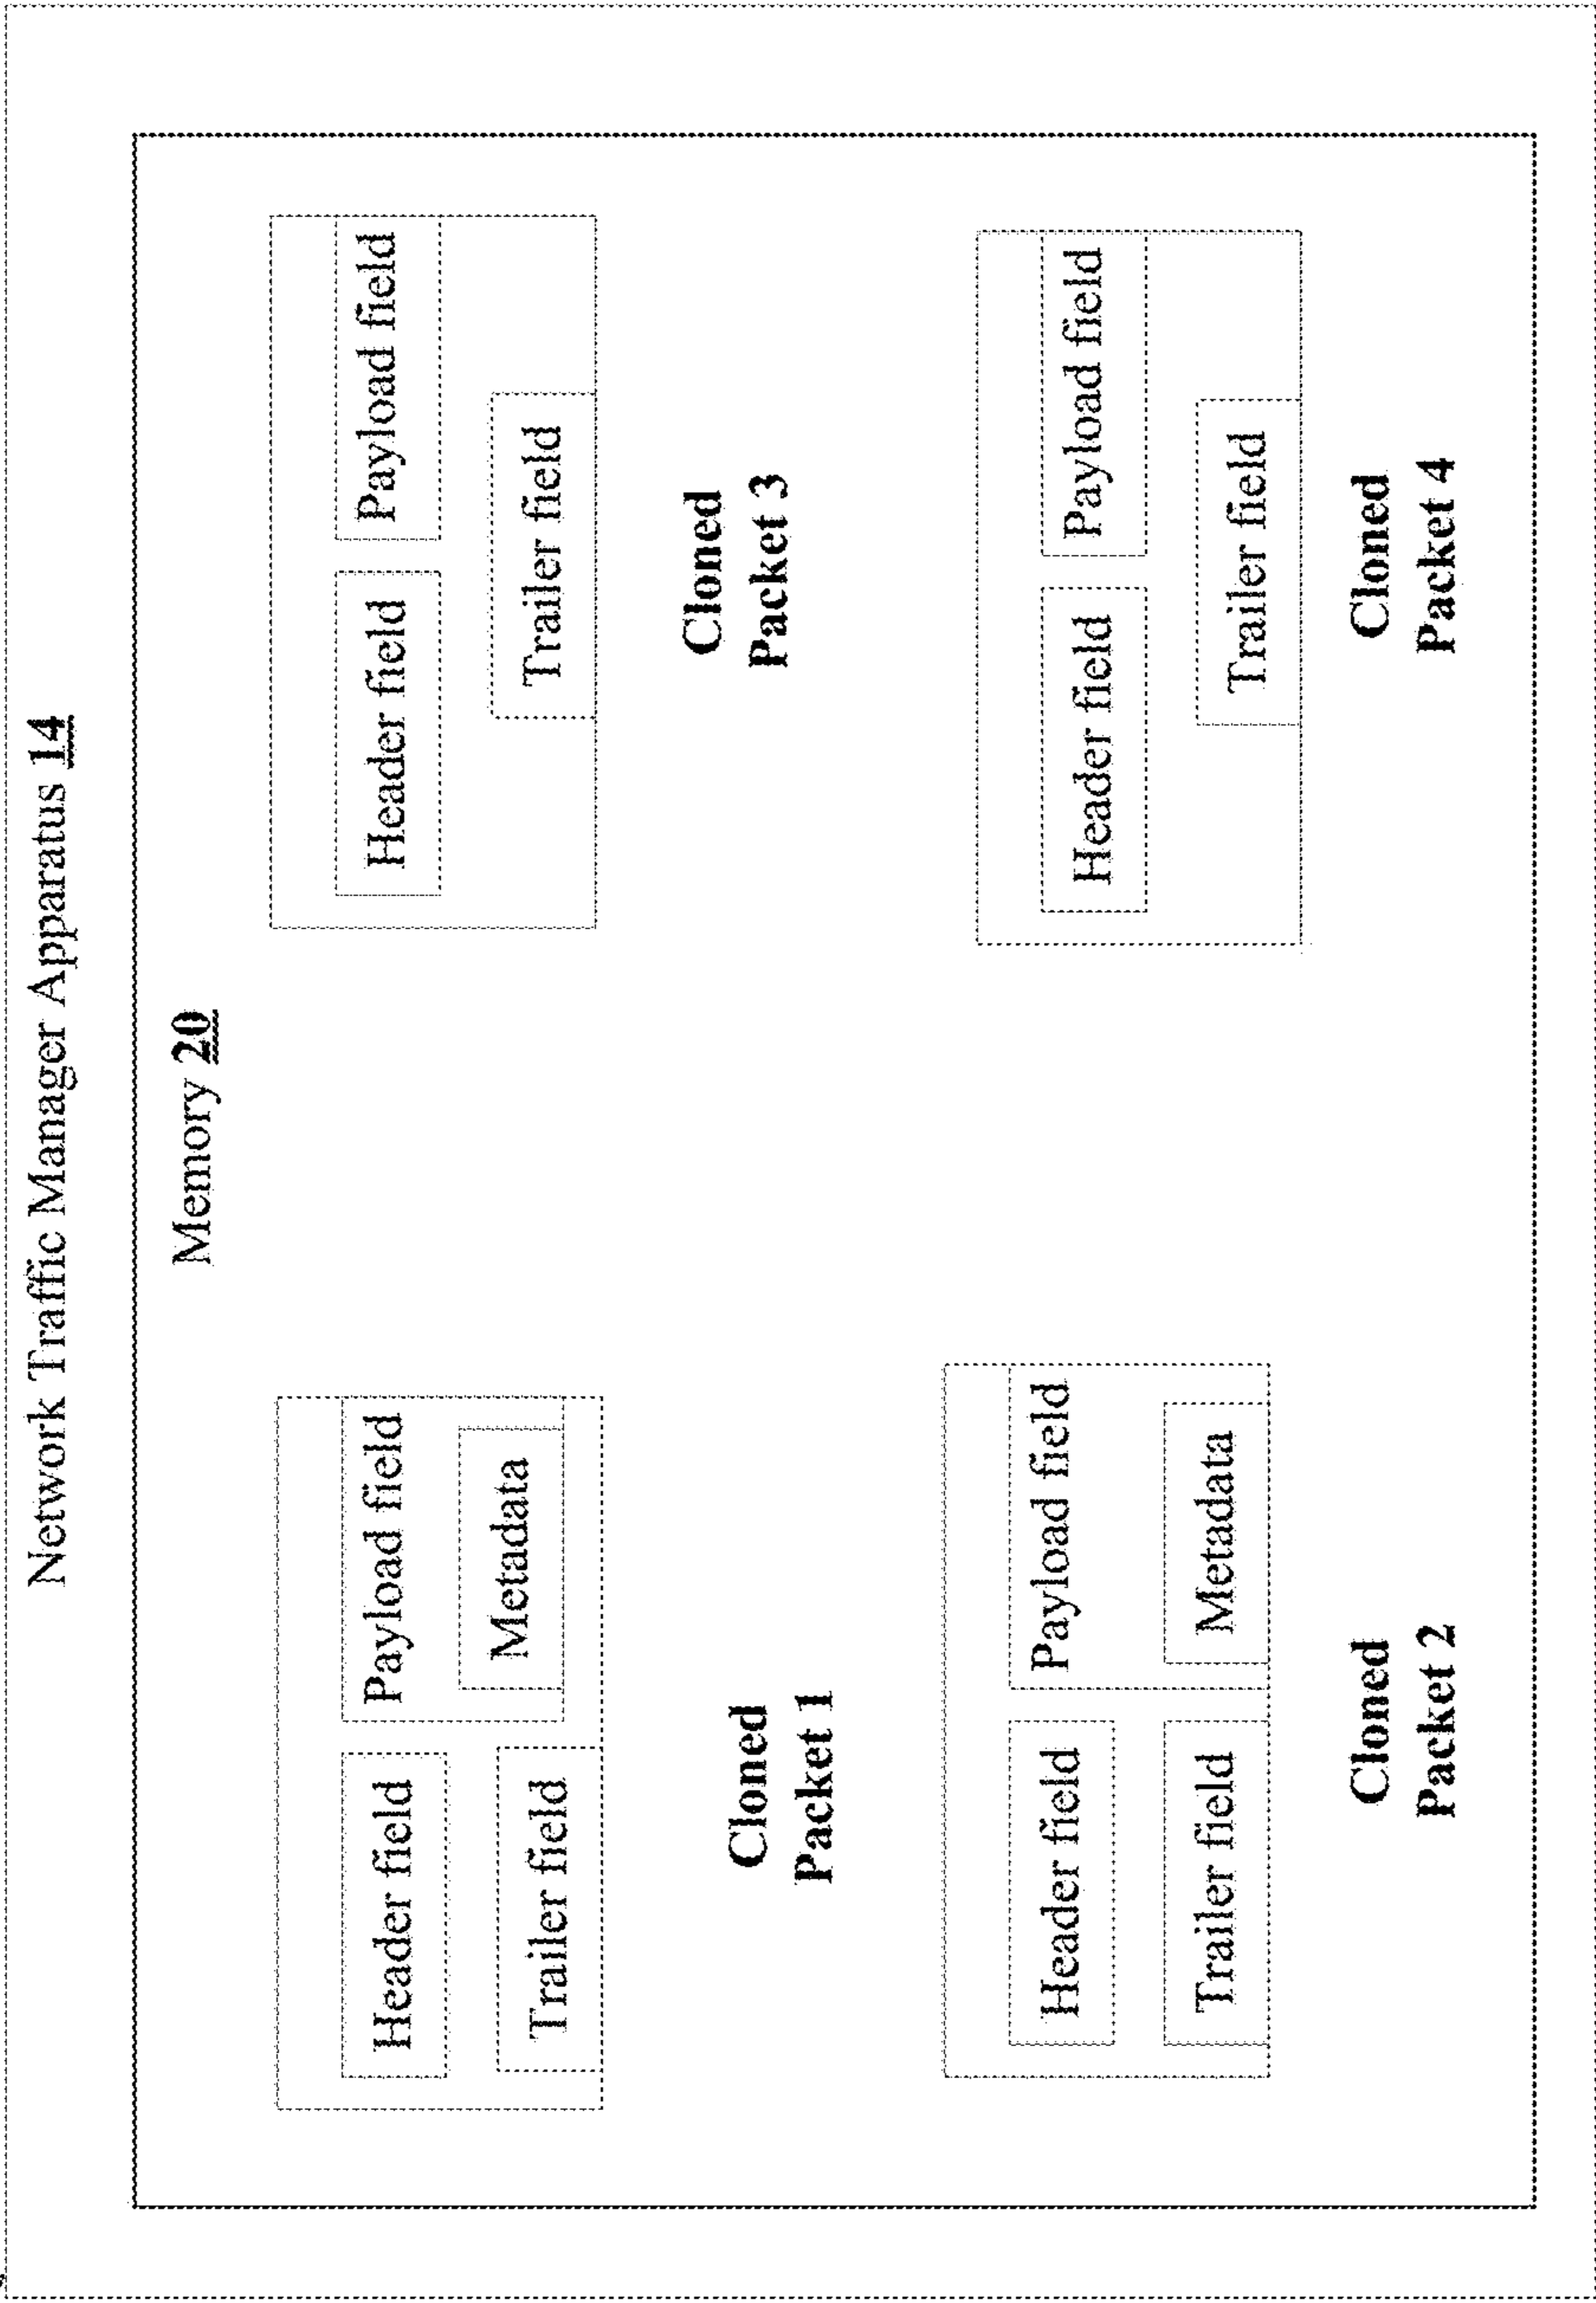 Network Traffic Manager Apparatus 14
Memory 20
Header field
Payload field
Metadata
Trailer field
Cloned
Packet 1
Header field
Payload field
Trailer field
Cloned
Packet 3
Header field
Payload field
Trailer field
Metadata
Cloned
Packet 2
Header field
Payload field
Trailer field
Cloned
Packet 4